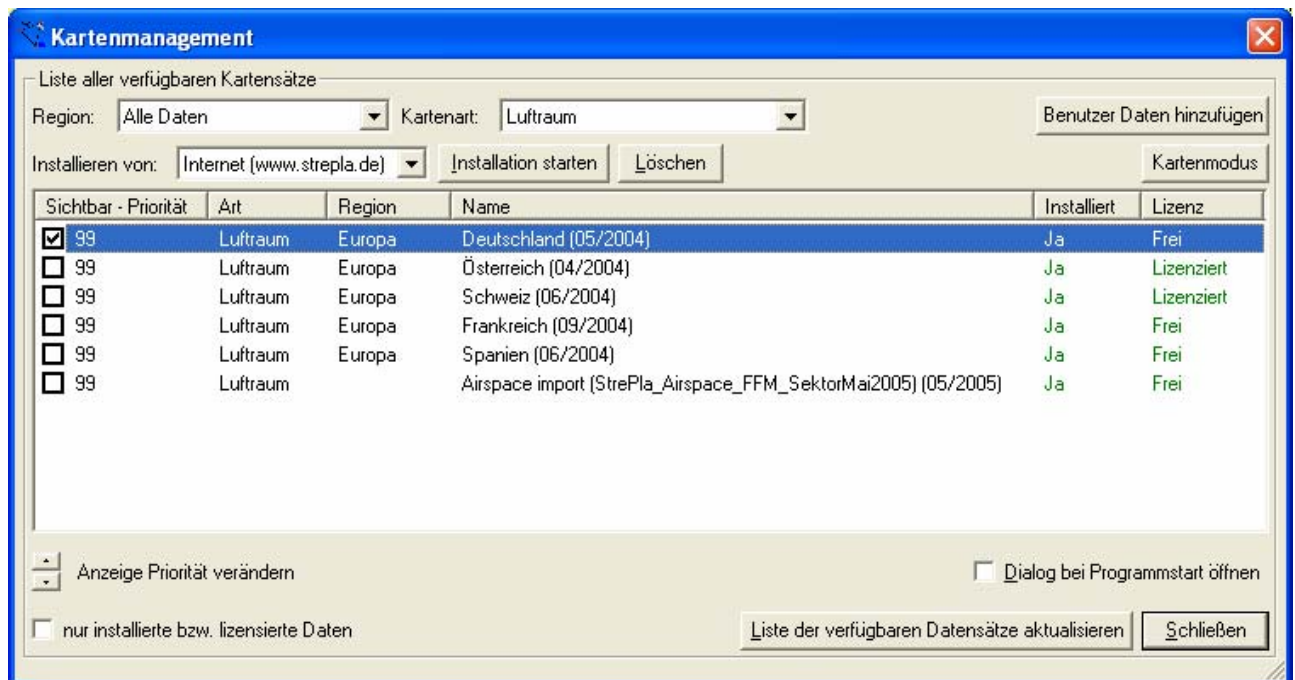 Kartenmanagement
Liste aller verfügbaren Kartensätze
Region: Alle Daten Kartenart: Luftraum Benutzer Daten hinzufügen
Installieren von: Internet (www.strepla.de) Installation starten Löschen Kartenmodus
Sichtbar - Priorität Art Region Name Installiert Lizenz
99 Luftraum Europa Deutschland (05/2004) Ja Frei
99 Luftraum Europa Österreich (04/2004) Ja Lizenziert
99 Luftraum Europa Schweiz (06/2004) Ja Lizenziert
99 Luftraum Europa Frankreich (09/2004) Ja Frei
99 Luftraum Europa Spanien (06/2004) Ja Frei
99 Luftraum Airspace import (StrePla_Airspace_FFM_SektorMai2005) (05/2005) Ja Frei
Anzeige Priorität verändern Dialog bei Programmstart öffnen
nur installierte bzw. lizensierte Daten Liste der verfügbaren Datensätze aktualisieren Schließen